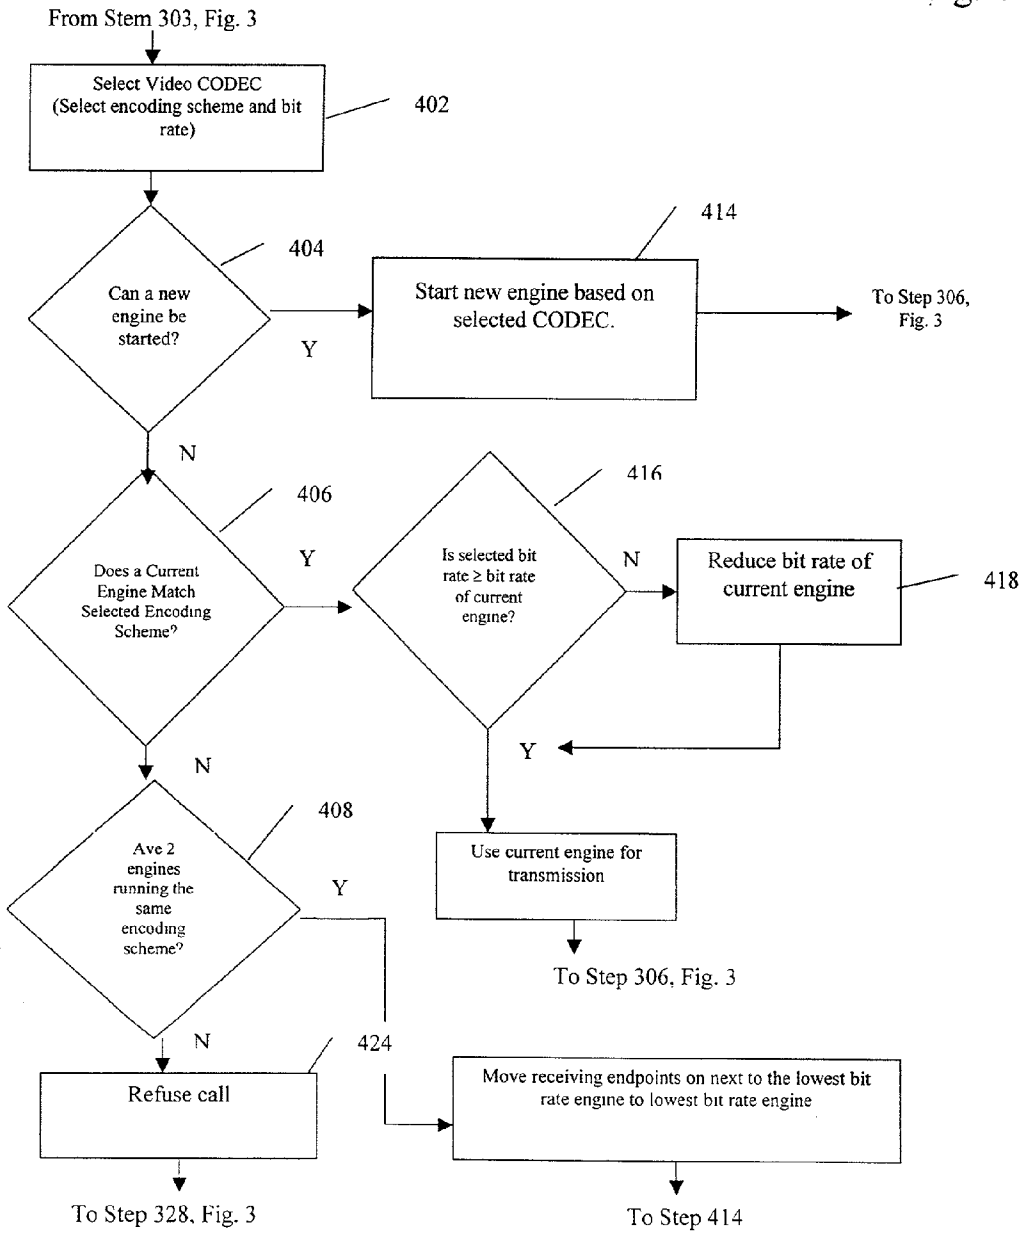 From Stem 303, Fig. 3
Select Video CODEC
(Select encoding scheme and bit
rate)
402
404
Can a new
engine be
started?
Y
N
414
Start new engine based on
selected CODEC.
To Step 306,
Fig. 3
406
Does a Current
Engine Match
Selected Encoding
Scheme?
Y
N
416
Is selected bit
rate ≥ bit rate
of current
engine?
N
Y
Reduce bit rate of
current engine
418
Use current engine for
transmission
To Step 306, Fig. 3
408
Ave 2
engines
running the
same
encoding
scheme?
Y
N
424
Refuse call
To Step 328, Fig. 3
Move receiving endpoints on next to the lowest bit
rate engine to lowest bit rate engine
To Step 414